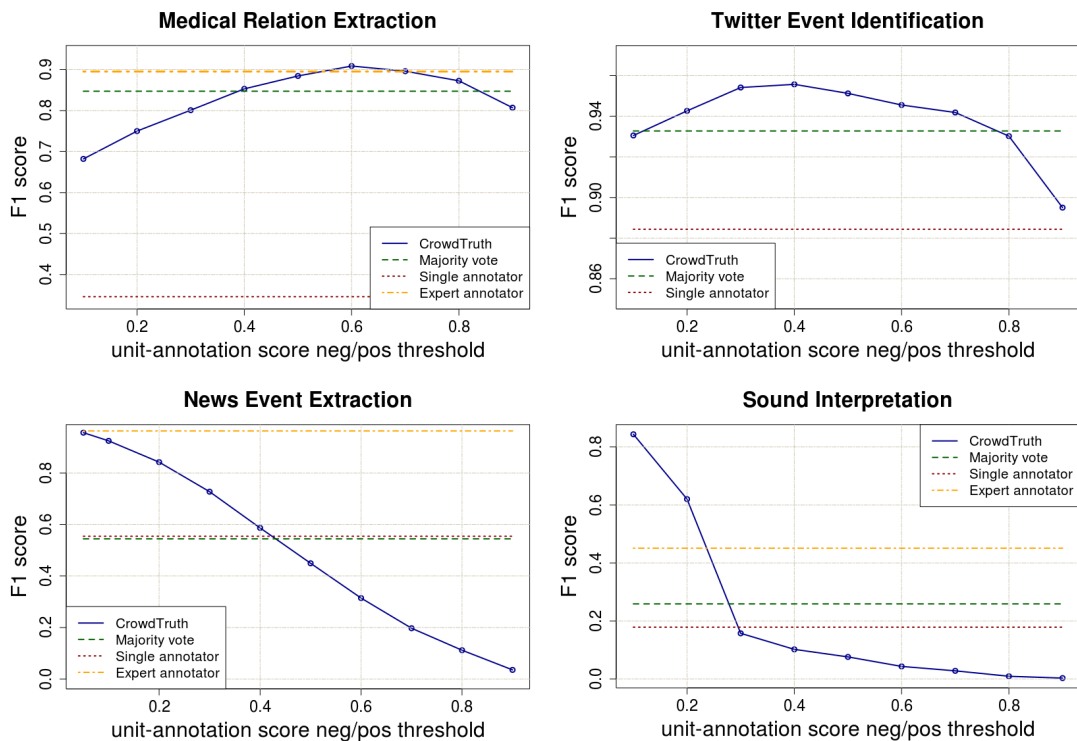 Medical Relation Extraction
F1 score
0.9
0.8
0.7
0.6
0.5
0.4
CrowdTruth
Majority vote
Single annotator
Expert annotator
0.2 0.4 0.6 0.8
unit-annotation score neg/pos threshold
Twitter Event Identification
F1 score
0.94
0.90
0.86
CrowdTruth
Majority vote
Single annotator
0.2 0.4 0.6 0.8
unit-annotation score neg/pos threshold
News Event Extraction
F1 score
0.8
0.6
0.4
0.2
0.0
CrowdTruth
Majority vote
Single annotator
Expert annotator
0.2 0.4 0.6 0.8
unit-annotation score neg/pos threshold
Sound Interpretation
F1 score
0.8
0.6
0.4
0.2
0.0
CrowdTruth
Majority vote
Single annotator
Expert annotator
0.2 0.4 0.6 0.8
unit-annotation score neg/pos threshold